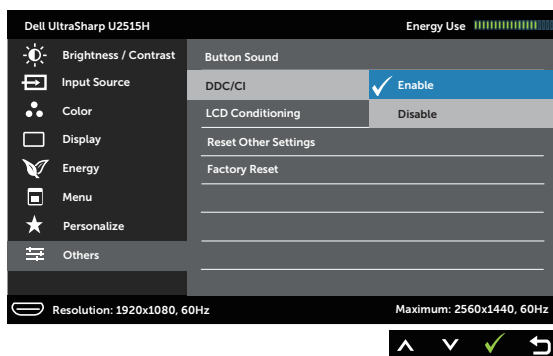 Dell UltraSharp U2515H
Energy Use
Brightness / Contrast
Input Source
Color
Display
Energy
Menu
Personalize
Others
Button Sound
DDC/CI
LCD Conditioning
Reset Other Settings
Factory Reset
Enable
Disable
Resolution: 1920x1080, 60Hz
Maximum: 2560x1440, 60Hz